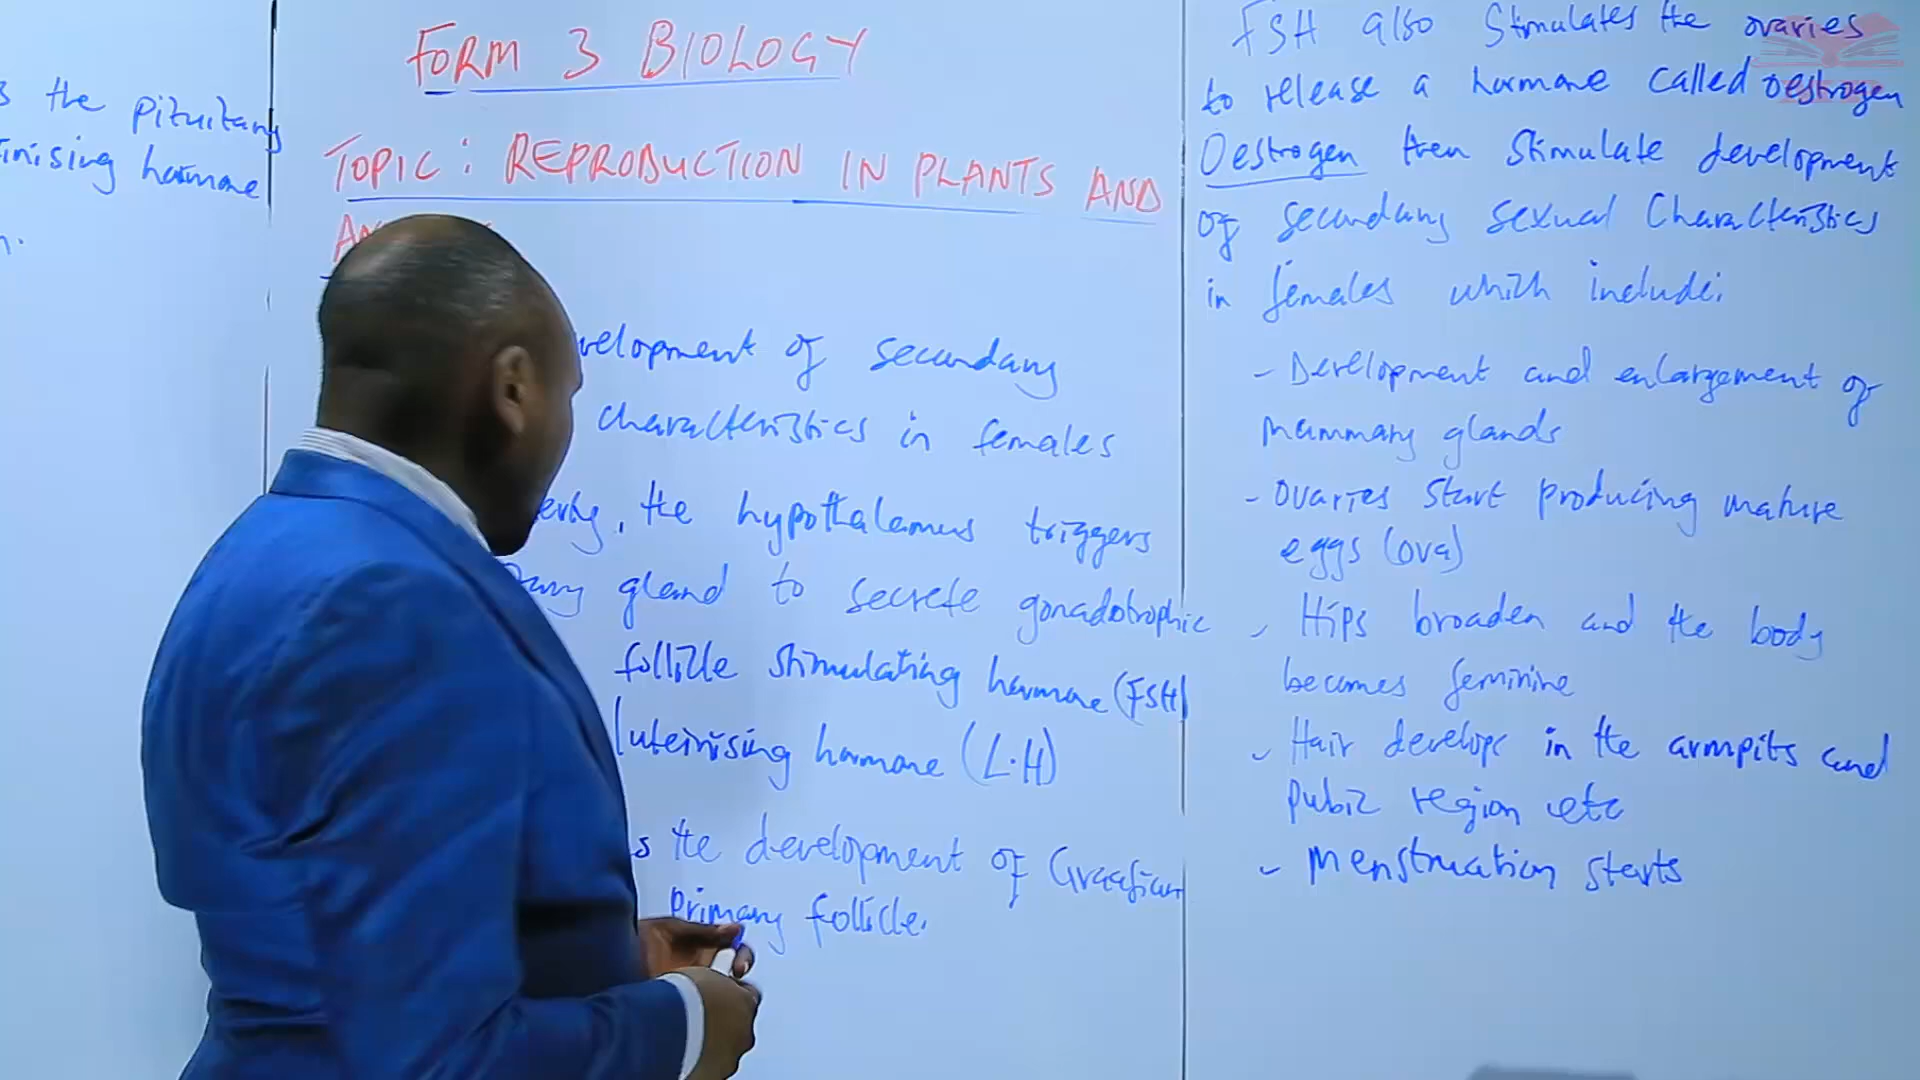 the pituitary
hormone
FORM 3 BIOLOGY
TOPIC: REPRODUCTION IN PLANTS AND
velopment of secundary
characteristics in females
erty, the hypothalamus triggers
gland to secrete gonadotrophic
follicle stimulating hormone (FSH)
luteinising hormone (L.H)
s the development of Graafian
primary follicle.
FSH also stimulates the ovaries
to release a hormone called oestrogen
Oestrogen then stimulate development
of secundary sexual characteristics
in females which include:
- Development and enlargement of
mammary glands
- Ovaries start producing mature
eggs (ova)
- Hips broaden and the body
becomes feminine
- Hair develops in the armpits and
pubic region etc
- Menstruation starts